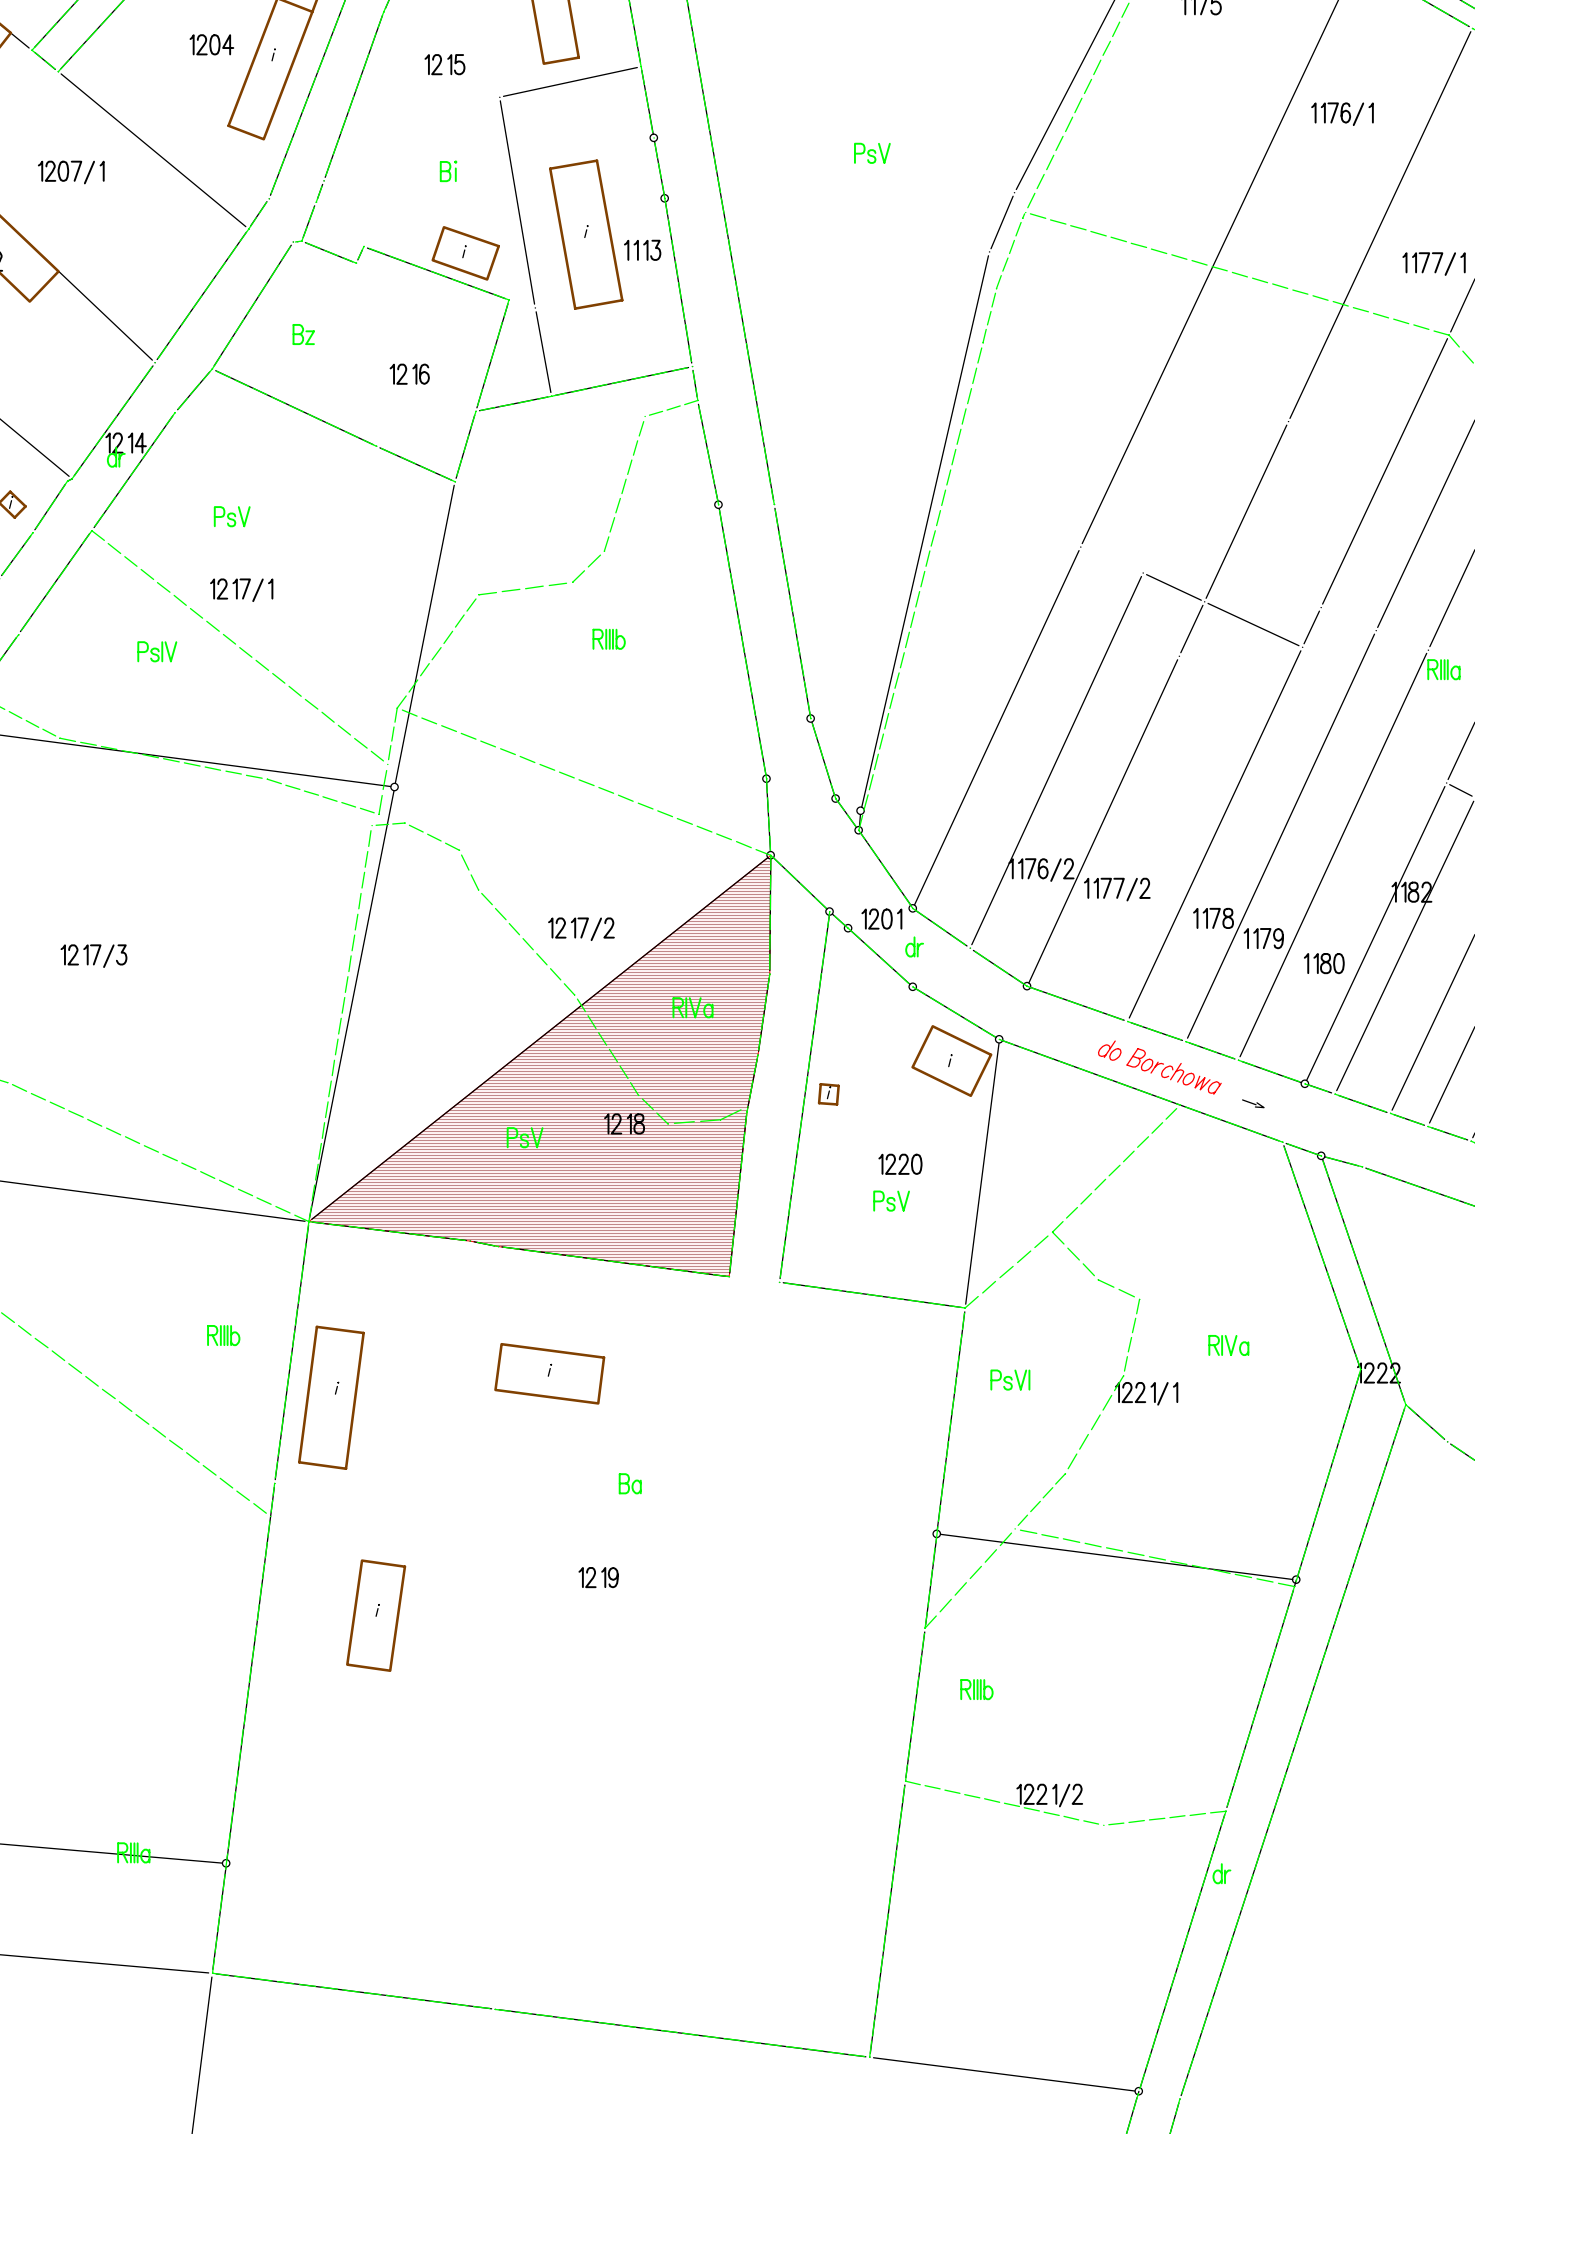 1175
1204
i
1215
1176/1
PsV
1207/1
Bi
i
i
1113
1177/1
Bz
1216
1214
dr
i
PsV
1217/1
RIIIb
PsIV
RIIIa
1176/2
1177/2
1182
1201
1178
1217/2
dr
1179
1217/3
1180
RIVa
i
do Borchowa
i
1218
PsV
1220
PsV
RIIIb
RIVa
i
i
PsVI
1222
1221/1
Ba
1219
i
RIIIb
1221/2
RIIIa
dr